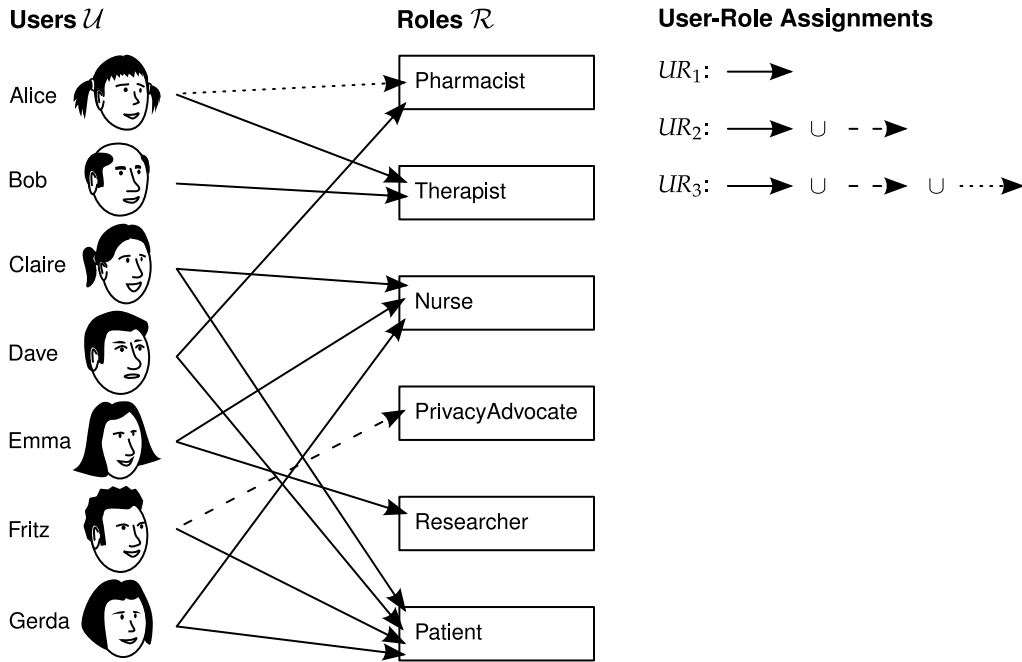 Users 𝒰
Roles ℛ
User-Role Assignments
Alice
Bob
Claire
Dave
Emma
Fritz
Gerda
Pharmacist
Therapist
Nurse
PrivacyAdvocate
Researcher
Patient
UR₁:
UR₂: ∪
UR₃: ∪ ∪